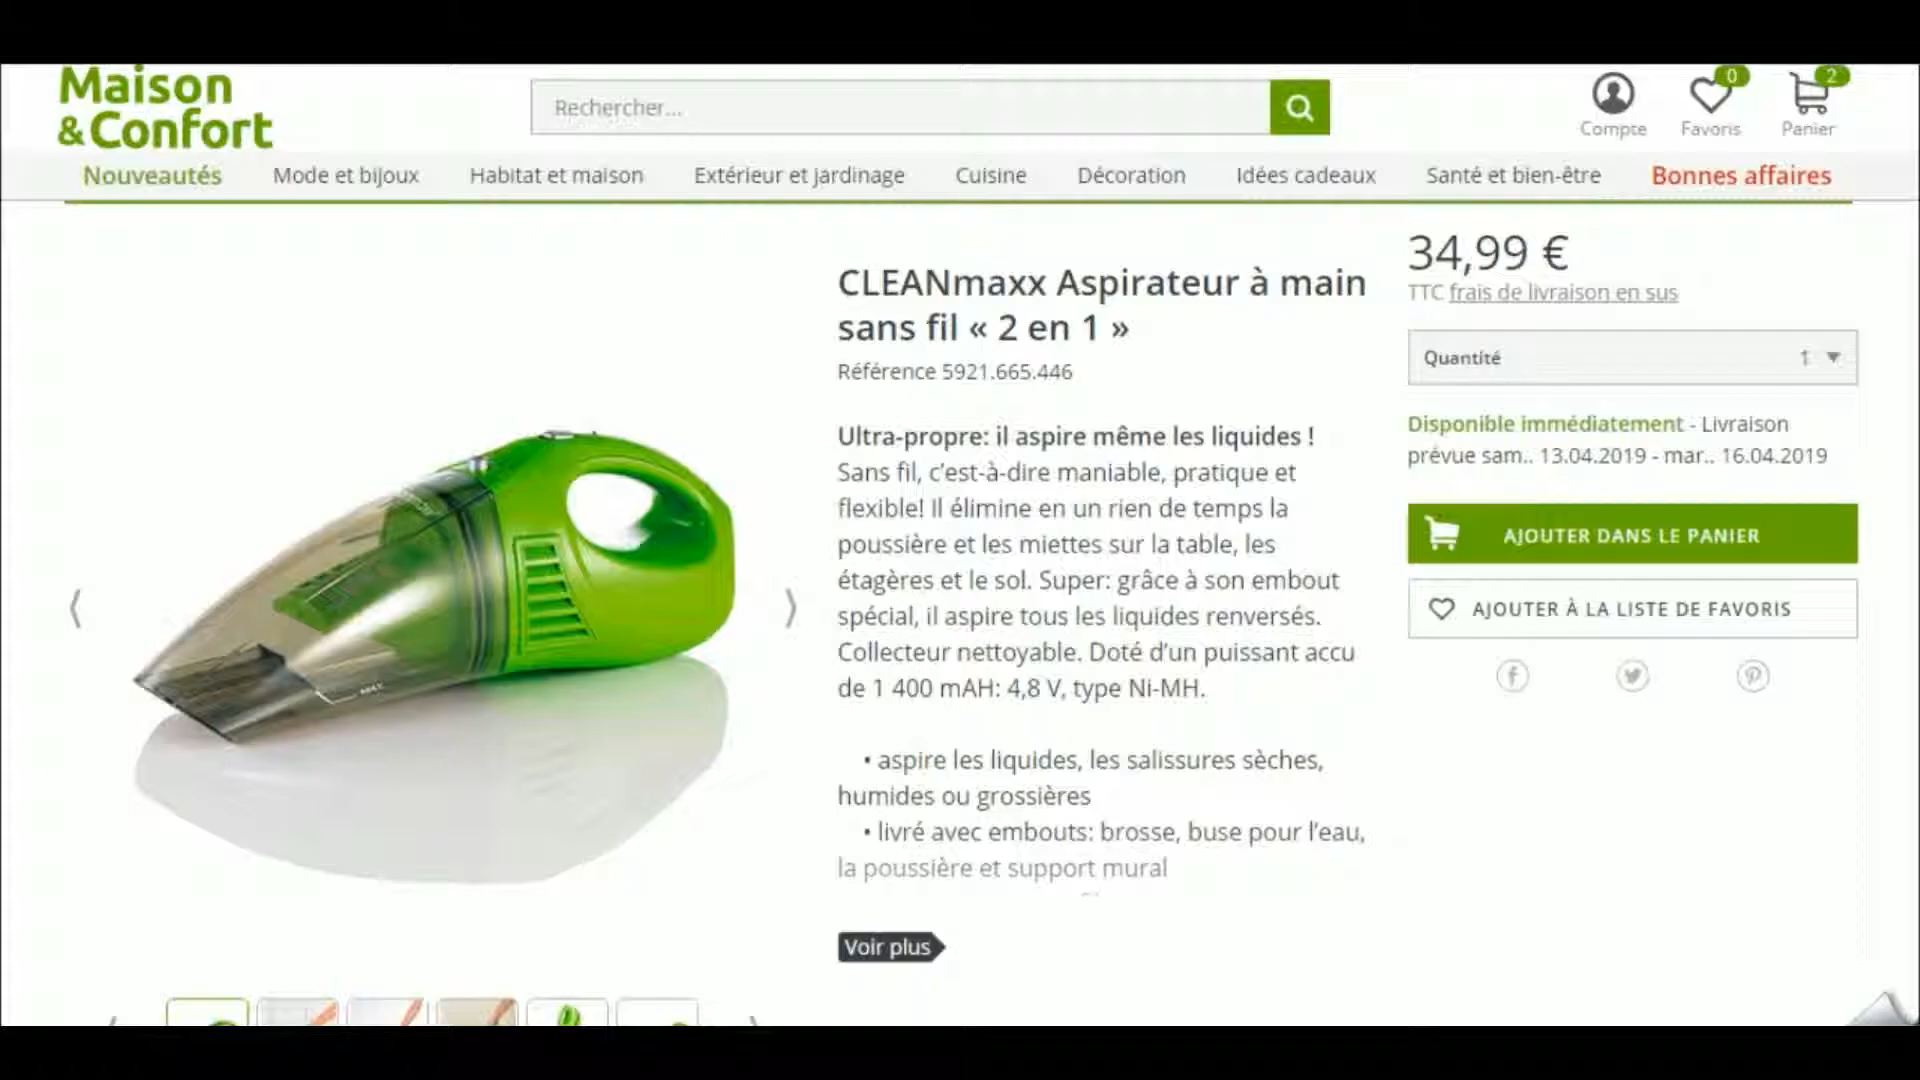 Maison
&Confort
Rechercher...
0
2
Compte
Favoris
Panier
Nouveautés
Mode et bijoux
Habitat et maison
Extérieur et jardinage
Cuisine
Décoration
Idées cadeaux
Santé et bien-être
Bonnes affaires
CLEANmaxx Aspirateur à main
sans fil « 2 en 1 »
Référence 5921.665.446
Ultra-propre: il aspire même les liquides !
Sans fil, c’est-à-dire maniable, pratique et
flexible! Il élimine en un rien de temps la
poussière et les miettes sur la table, les
étagères et le sol. Super: grâce à son embout
spécial, il aspire tous les liquides renversés.
Collecteur nettoyable. Doté d’un puissant accu
de 1 400 mAH: 4,8 V, type Ni-MH.
• aspire les liquides, les salissures sèches,
humides ou grossières
• livré avec embouts: brosse, buse pour l’eau,
la poussière et support mural
Voir plus
34,99 €
TTC frais de livraison en sus
Quantité 1
Disponible immédiatement - Livraison
prévue sam.. 13.04.2019 - mar.. 16.04.2019
AJOUTER DANS LE PANIER
AJOUTER À LA LISTE DE FAVORIS